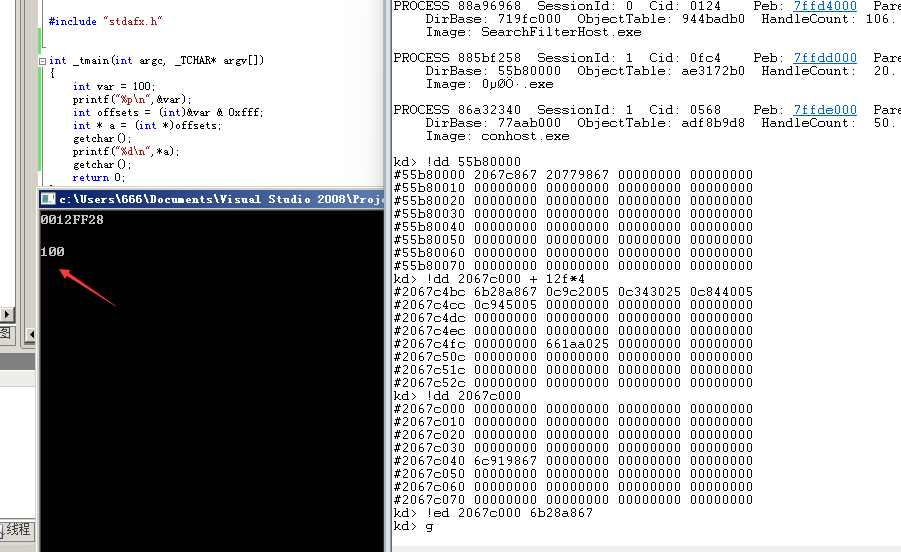 #include "stdafx.h"
int _tmain(int argc, _TCHAR* argv[])
{
int var = 100;
printf("%p\n",&var);
int offsets = (int)&var & 0xfff;
int * a = (int *)offsets;
getchar();
printf("%d\n",*a);
getchar();
return 0;
c:\Users\666\Documents\Visual Studio 2008\Proje
0012FF28
100
图
线程
PROCESS 88a96968 SessionId: 0 Cid: 0124 Peb: 7ffd4000 Pare
DirBase: 719fc000 ObjectTable: 944badb0 HandleCount: 106.
Image: SearchFilterHost.exe
PROCESS 885bf258 SessionId: 1 Cid: 0fc4 Peb: 7ffdd000 Pare
DirBase: 55b80000 ObjectTable: ae3172b0 HandleCount: 20.
Image: 0µØÖ·.exe
PROCESS 86a32340 SessionId: 1 Cid: 0568 Peb: 7ffde000 Pare
DirBase: 77aab000 ObjectTable: adf8b9d8 HandleCount: 50.
Image: conhost.exe
kd> !dd 55b80000
#55b80000 2067c867 20779867 00000000 00000000
#55b80010 00000000 00000000 00000000 00000000
#55b80020 00000000 00000000 00000000 00000000
#55b80030 00000000 00000000 00000000 00000000
#55b80040 00000000 00000000 00000000 00000000
#55b80050 00000000 00000000 00000000 00000000
#55b80060 00000000 00000000 00000000 00000000
#55b80070 00000000 00000000 00000000 00000000
kd> !dd 2067c000 + 12f*4
#2067c4bc 6b28a867 0c9c2005 0c343025 0c844005
#2067c4cc 0c945005 00000000 00000000 00000000
#2067c4dc 00000000 00000000 00000000 00000000
#2067c4ec 00000000 00000000 00000000 00000000
#2067c4fc 00000000 661aa025 00000000 00000000
#2067c50c 00000000 00000000 00000000 00000000
#2067c51c 00000000 00000000 00000000 00000000
#2067c52c 00000000 00000000 00000000 00000000
kd> !dd 2067c000
#2067c000 00000000 00000000 00000000 00000000
#2067c010 00000000 00000000 00000000 00000000
#2067c020 00000000 00000000 00000000 00000000
#2067c030 00000000 00000000 00000000 00000000
#2067c040 6c919867 00000000 00000000 00000000
#2067c050 00000000 00000000 00000000 00000000
#2067c060 00000000 00000000 00000000 00000000
#2067c070 00000000 00000000 00000000 00000000
kd> !ed 2067c000 6b28a867
kd> g